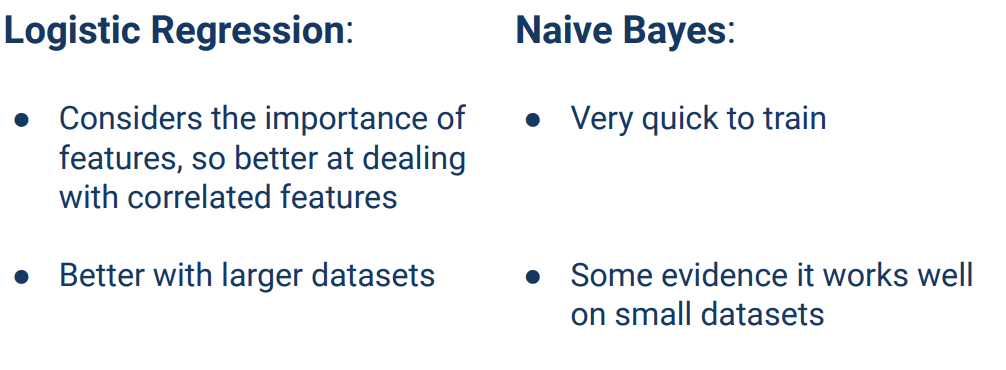 Logistic Regression:
● Considers the importance of
features, so better at dealing
with correlated features
● Better with larger datasets
Naive Bayes:
● Very quick to train
● Some evidence it works well
on small datasets